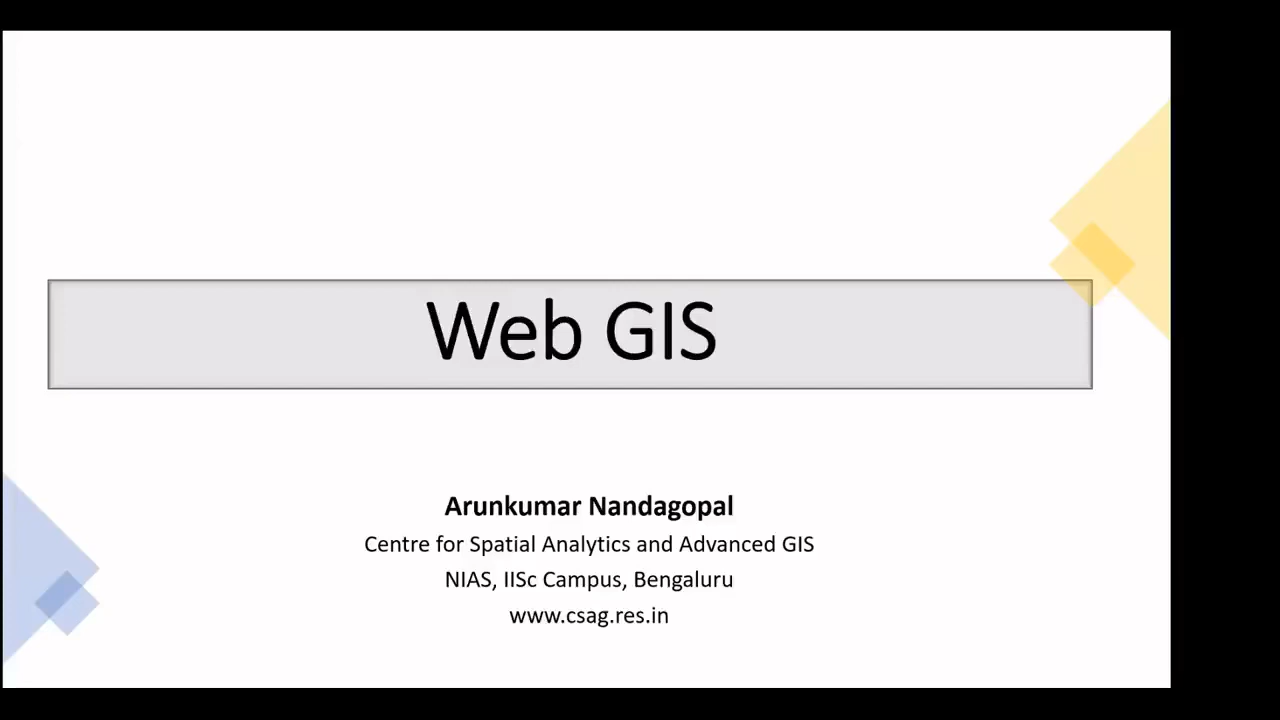 Web GIS
Arunkumar Nandagopal
Centre for Spatial Analytics and Advanced GIS
NIAS, IISc Campus, Bengaluru
www.csag.res.in